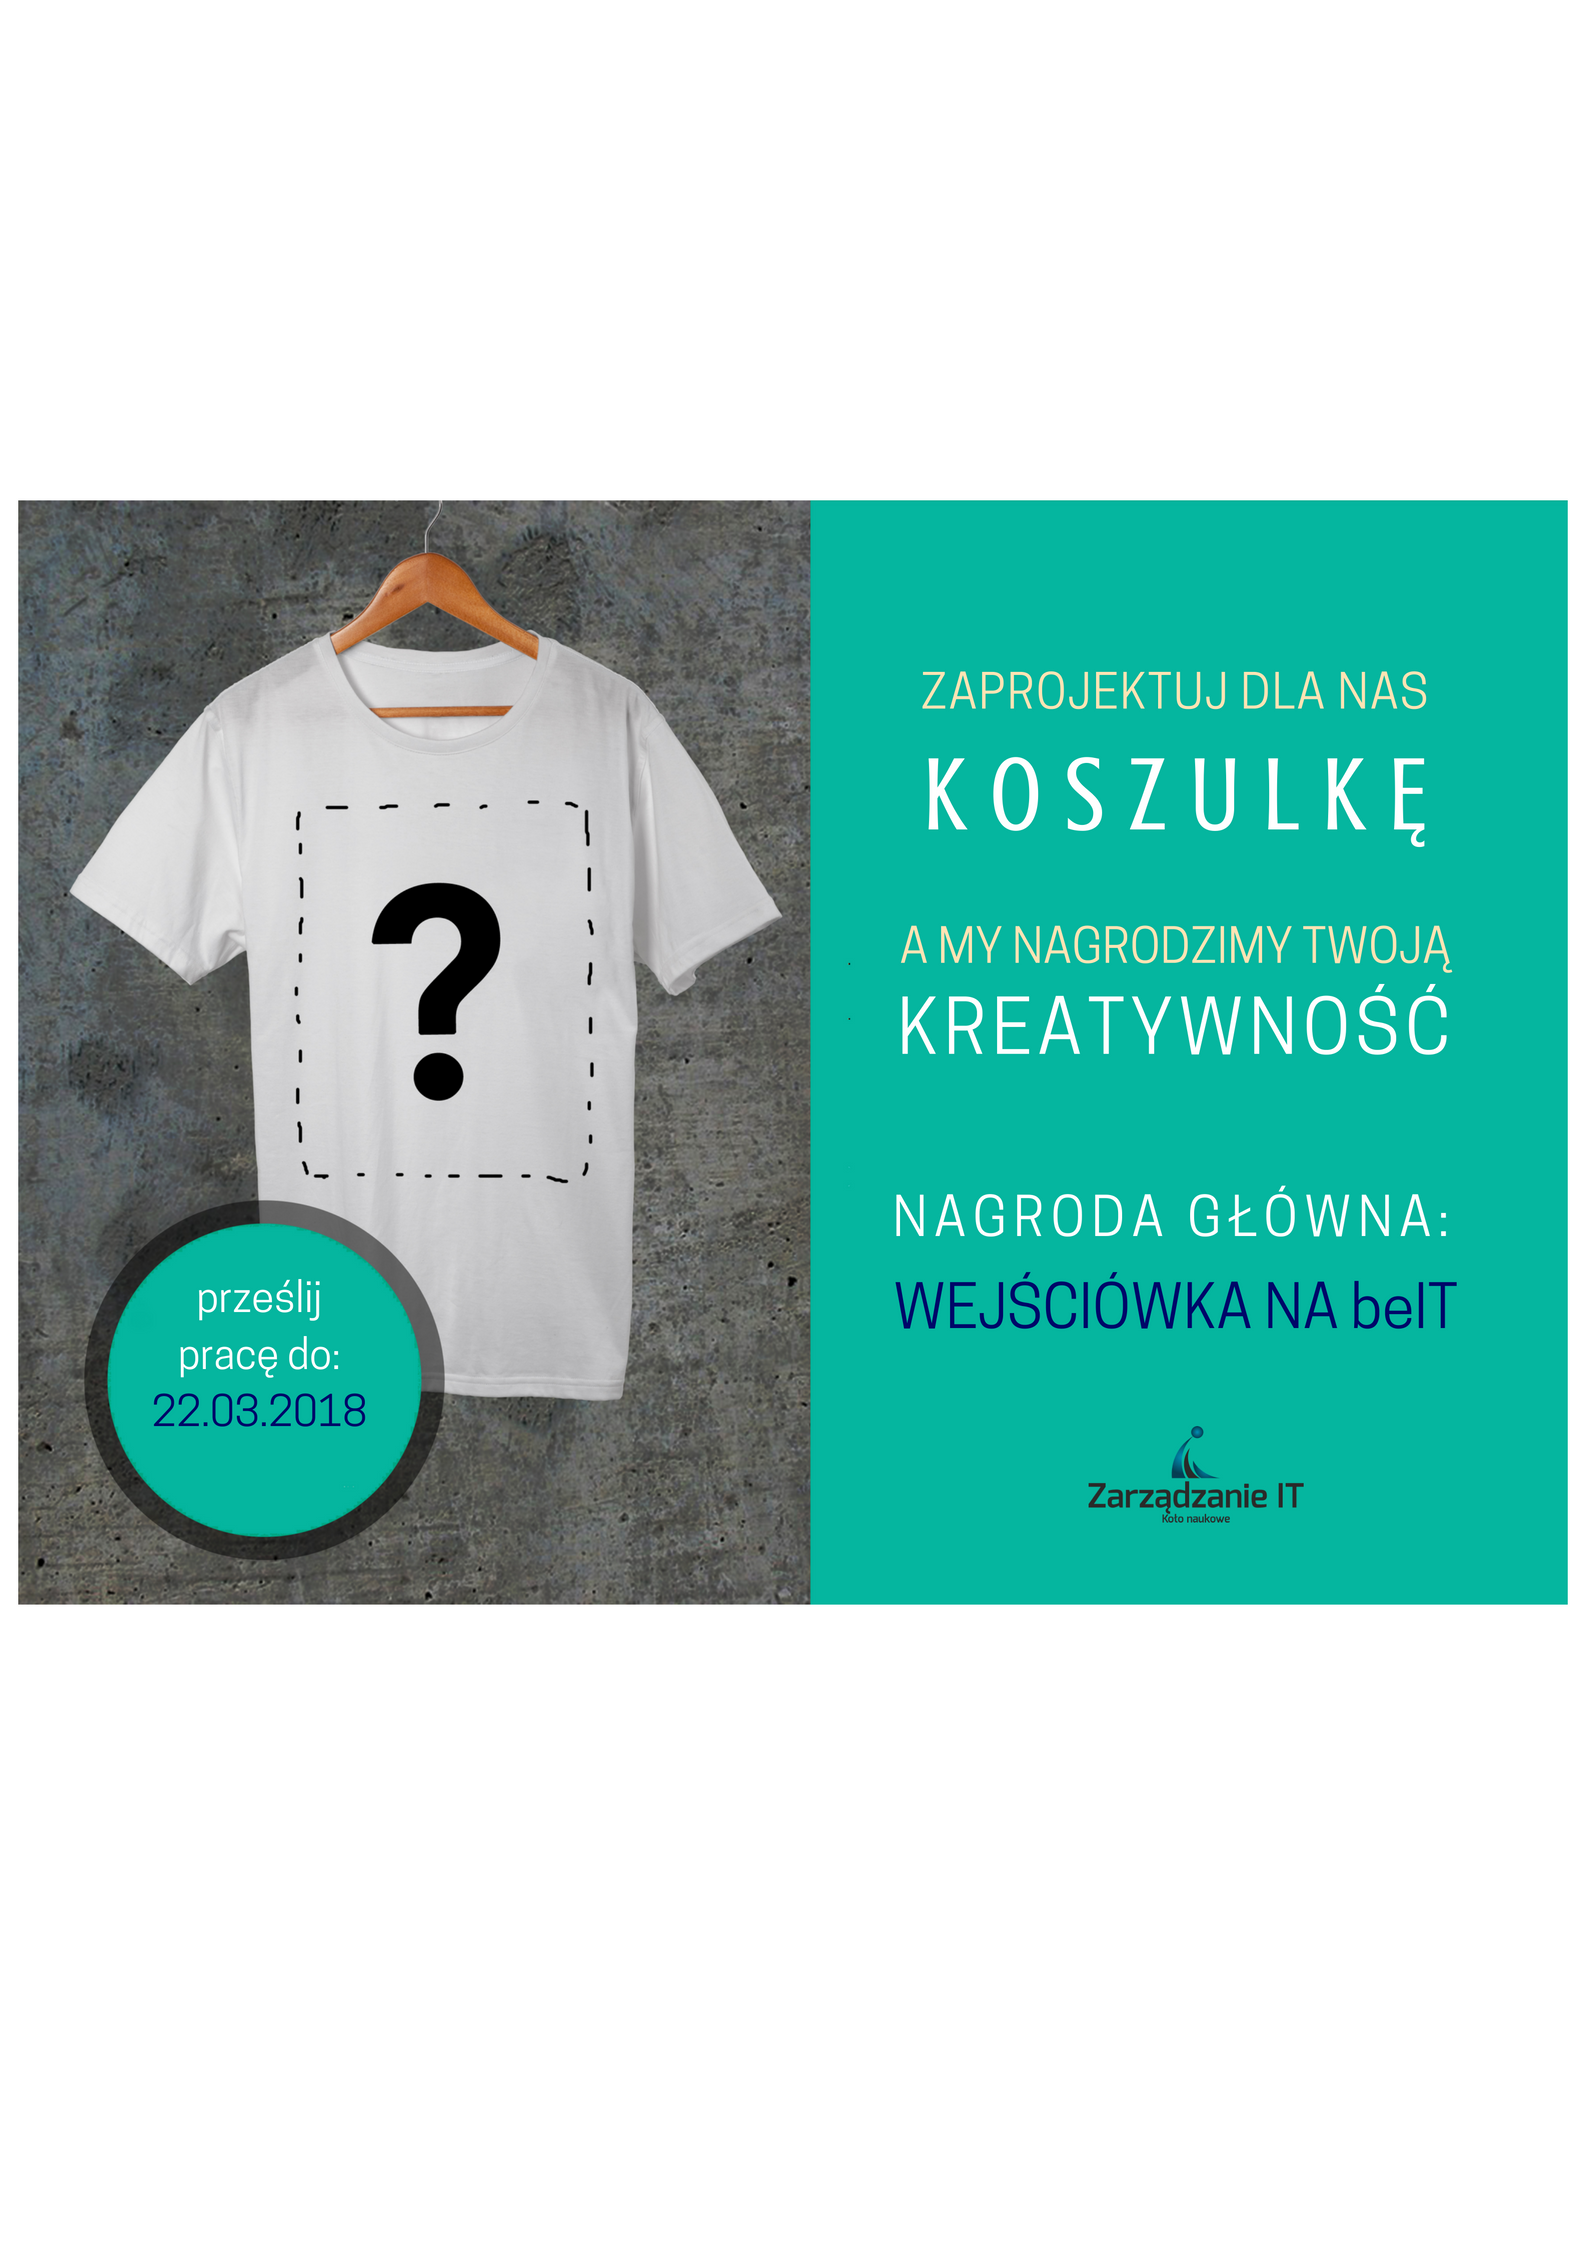 ZAPROJEKTUJ DLA NAS
KOSZULKĘ
A MY NAGRODZIMY TWOJĄ
KREATYWNOŚĆ
NAGRODA GŁÓWNA:
WEJŚCIÓWKA NA beIT
Zarządzanie IT
Koło naukowe
?
prześlij
pracę do:
22.03.2018